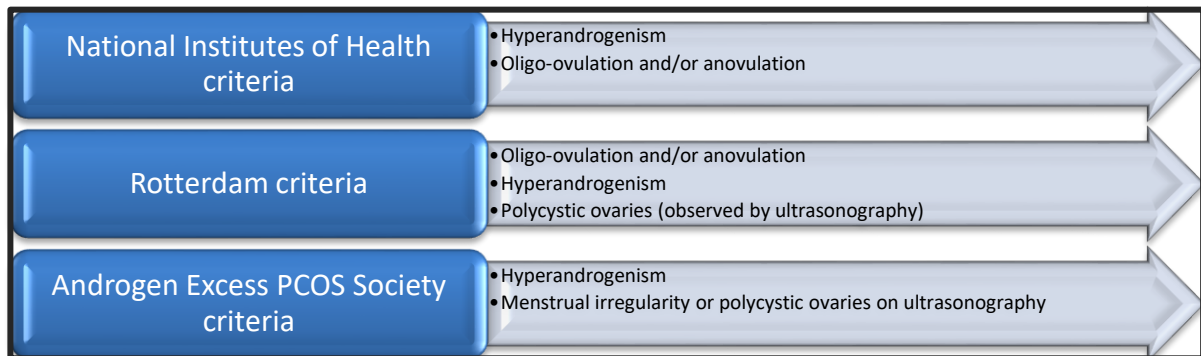 National Institutes of Health
criteria
•Hyperandrogenism
•Oligo-ovulation and/or anovulation
Rotterdam criteria
•Oligo-ovulation and/or anovulation
•Hyperandrogenism
•Polycystic ovaries (observed by ultrasonography)
Androgen Excess PCOS Society
criteria
•Hyperandrogenism
•Menstrual irregularity or polycystic ovaries on ultrasonography